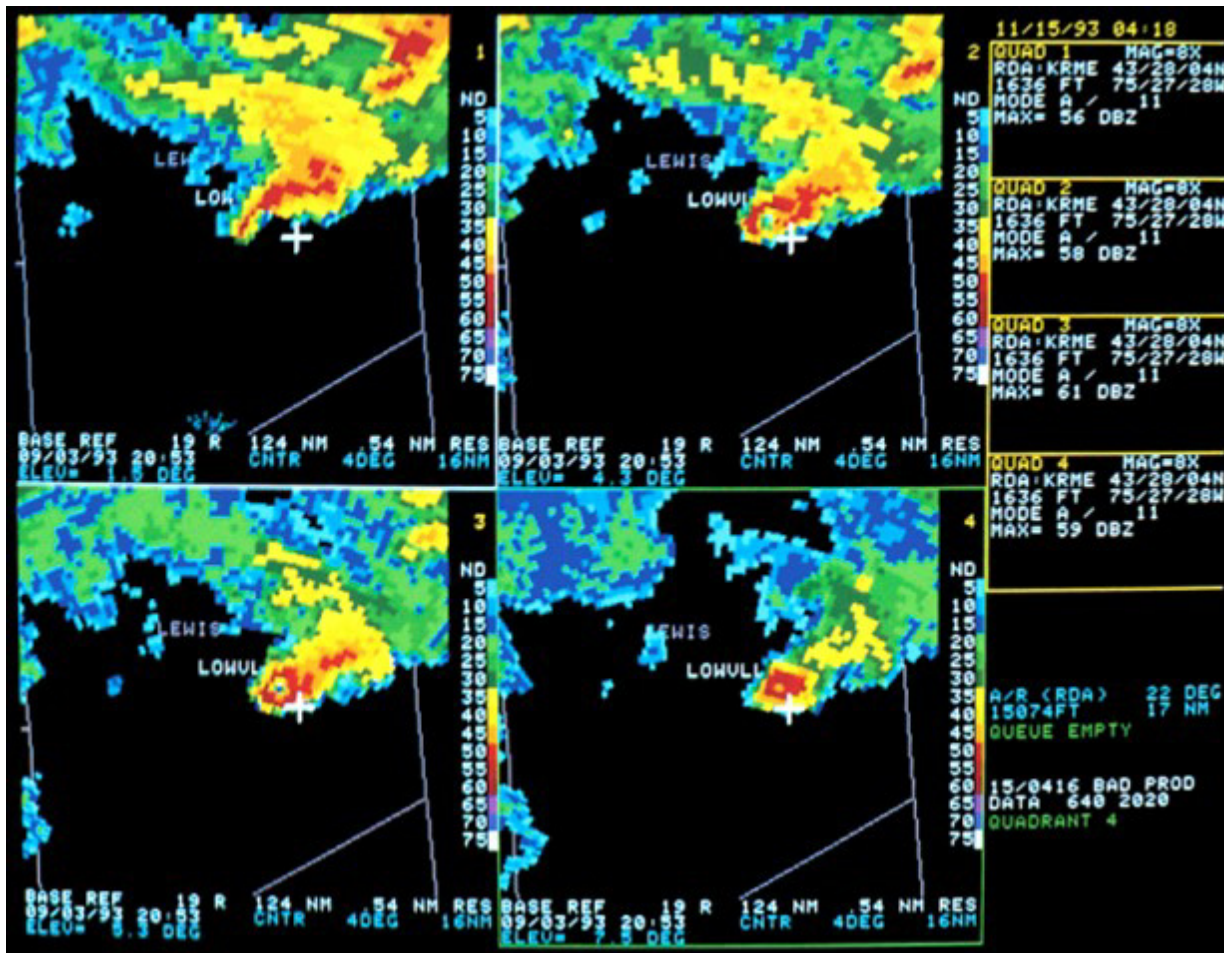 11/15/93 04:18
1
ND
5
10
15
20
25
30
35
40
45
50
55
60
65
70
75
LEW
LOW
BASE REF 19 R 124 NM .54 NM RES
09/03/93 20:53 CNTR 4DEG 16NM
ELEV= 1.5 DEG
2
ND
5
10
15
20
25
30
35
40
45
50
55
60
65
70
75
LEWIS
LOWVL
BASE REF 19 R 124 NM .54 NM RES
09/03/93 20:53 CNTR 4DEG 16NM
ELEV= 4.3 DEG
3
ND
5
10
15
20
25
30
35
40
45
50
55
60
65
70
75
LEWIS
LOWVL
BASE REF 19 R 124 NM .54 NM RES
09/03/93 20:53 CNTR 4DEG 16NM
ELEV= DEG
4
ND
5
10
15
20
25
30
35
40
45
50
55
60
65
70
75
LEWIS
LOWVLL
BASE REF 19 R 124 NM .54 NM RES
09/03/93 20:53 CNTR 4DEG 16NM
ELEV= 7.5 DEG
QUAD 1 MAG=8X
RDA:KRME 43/28/04N
1636 FT 75/27/28W
MODE A / 11
MAX= 56 DBZ
QUAD 2 MAG=8X
RDA:KRME 43/28/04N
1636 FT 75/27/28W
MODE A / 11
MAX= 58 DBZ
QUAD 3 MAG=8X
RDA:KRME 43/28/04N
1636 FT 75/27/28W
MODE A / 11
MAX= 61 DBZ
QUAD 4 MAG=8X
RDA:KRME 43/28/04N
1636 FT 75/27/28W
MODE A / 11
MAX= 59 DBZ
A/R (RDA) 22 DEG
15074FT 17 NM
QUEUE EMPTY
15/0416 BAD PROD
DATA 640 2020
QUADRANT 4